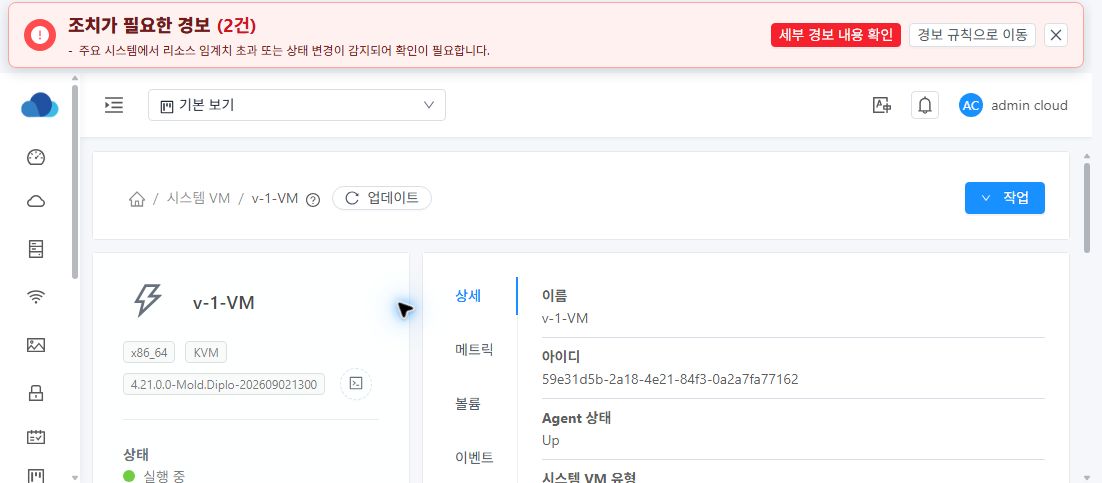 조치가 필요한 경보 (2건)
- 주요 시스템에서 리소스 임계치 초과 또는 상태 변경이 감지되어 확인이 필요합니다.
세부 경보 내용 확인
경보 규칙으로 이동
기본 보기
AC admin cloud
/ 시스템 VM / v-1-VM
업데이트
작업
v-1-VM
x86_64 KVM
4.21.0.0-Mold.Diplo-202609021300
상태
실행 중
상세
메트릭
볼륨
이벤트
이름
v-1-VM
아이디
59e31d5b-2a18-4e21-84f3-0a2a7fa77162
Agent 상태
Up
시스템 VM 유형